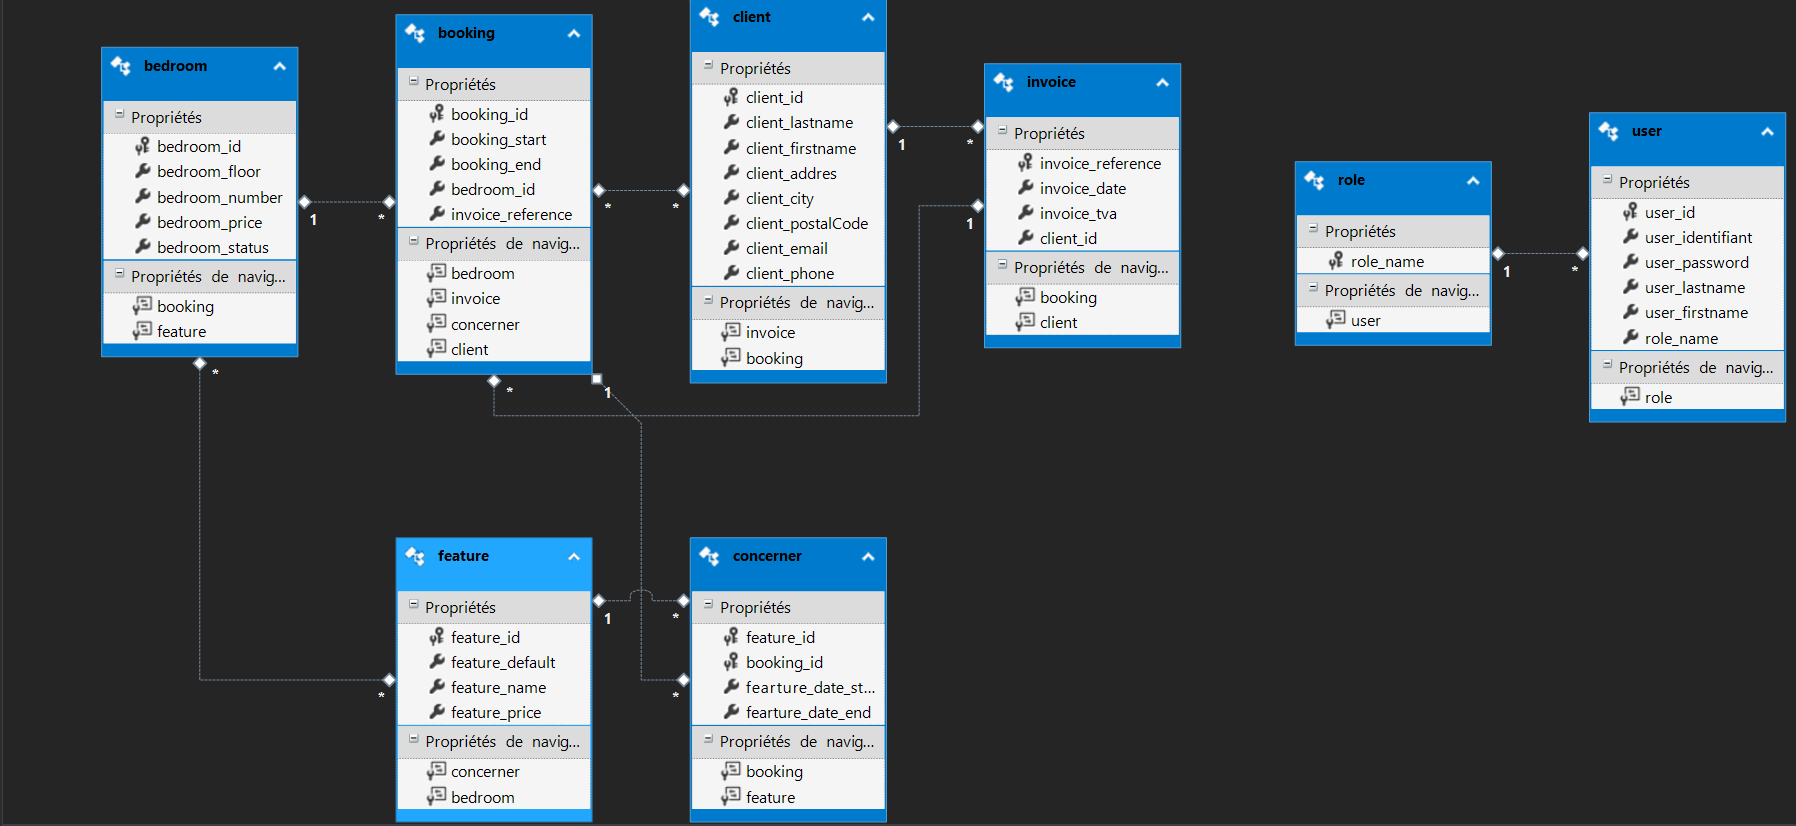 bedroom
Propriétés
bedroom_id
bedroom_floor
bedroom_number
bedroom_price
bedroom_status
Propriétés de navig...
booking
feature
booking
Propriétés
booking_id
booking_start
booking_end
bedroom_id
invoice_reference
Propriétés de navig...
bedroom
invoice
concerner
client
client
Propriétés
client_id
client_lastname
client_firstname
client_addres
client_city
client_postalCode
client_email
client_phone
Propriétés de navig...
invoice
booking
invoice
Propriétés
invoice_reference
invoice_date
invoice_tva
client_id
Propriétés de navig...
booking
client
role
Propriétés
role_name
Propriétés de navig...
user
user
Propriétés
user_id
user_identifiant
user_password
user_lastname
user_firstname
role_name
Propriétés de navig...
role
feature
Propriétés
feature_id
feature_default
feature_name
feature_price
Propriétés de navig...
concerner
bedroom
concerner
Propriétés
feature_id
booking_id
fearture_date_st...
fearture_date_end
Propriétés de navig...
booking
feature
1
*
*
*
1
*
1
*
1
*
*
1
*
*
1
*